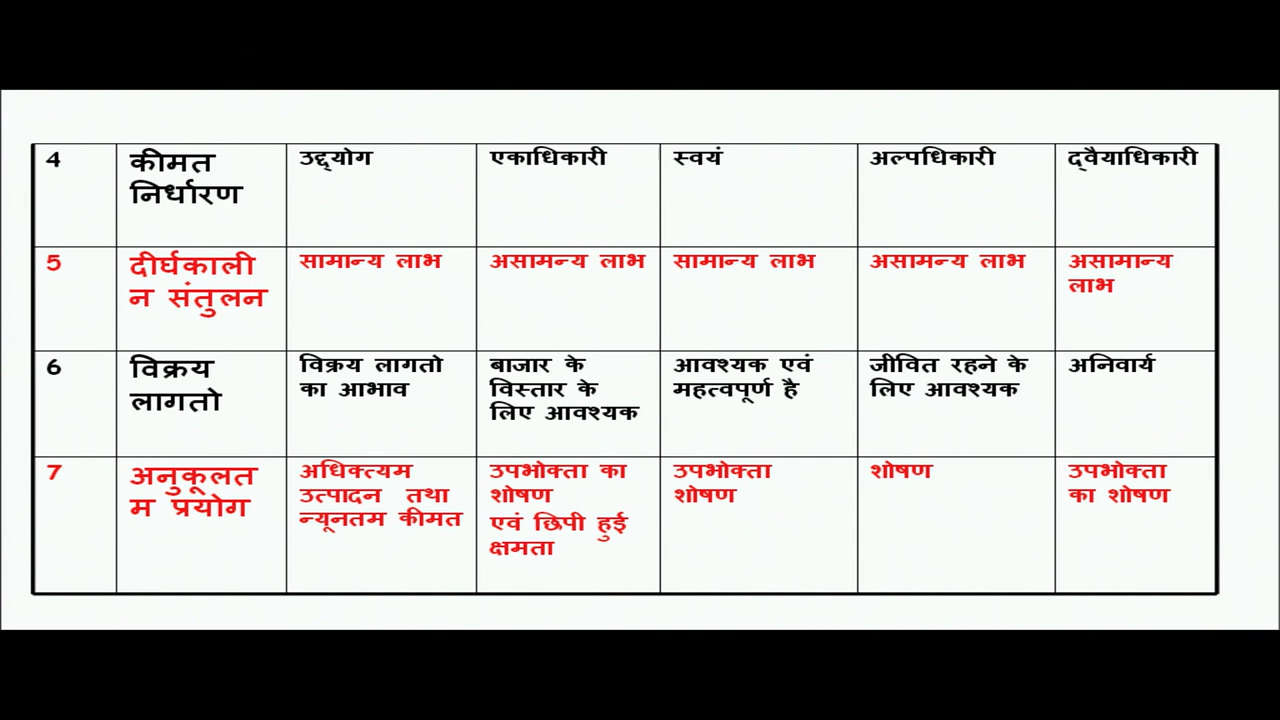 4 कीमत निर्धारण उद्द्योग एकाधिकारी स्वयं अल्पधिकारी द्वैयाधिकारी
5 दीर्घकाली न संतुलन सामान्य लाभ असामन्य लाभ सामान्य लाभ असामन्य लाभ असामान्य लाभ
6 विक्रय लागतो विक्रय लागतो का आभाव बाजार के विस्तार के लिए आवश्यक आवश्यक एवं महत्वपूर्ण है जीवित रहने के लिए आवश्यक अनिवार्य
7 अनुकूलत म प्रयोग अधिक्त्यम उत्पादन तथा न्यूनतम कीमत उपभोक्ता का शोषण एवं छिपी हुई क्षमता उपभोक्ता शोषण शोषण उपभोक्ता का शोषण